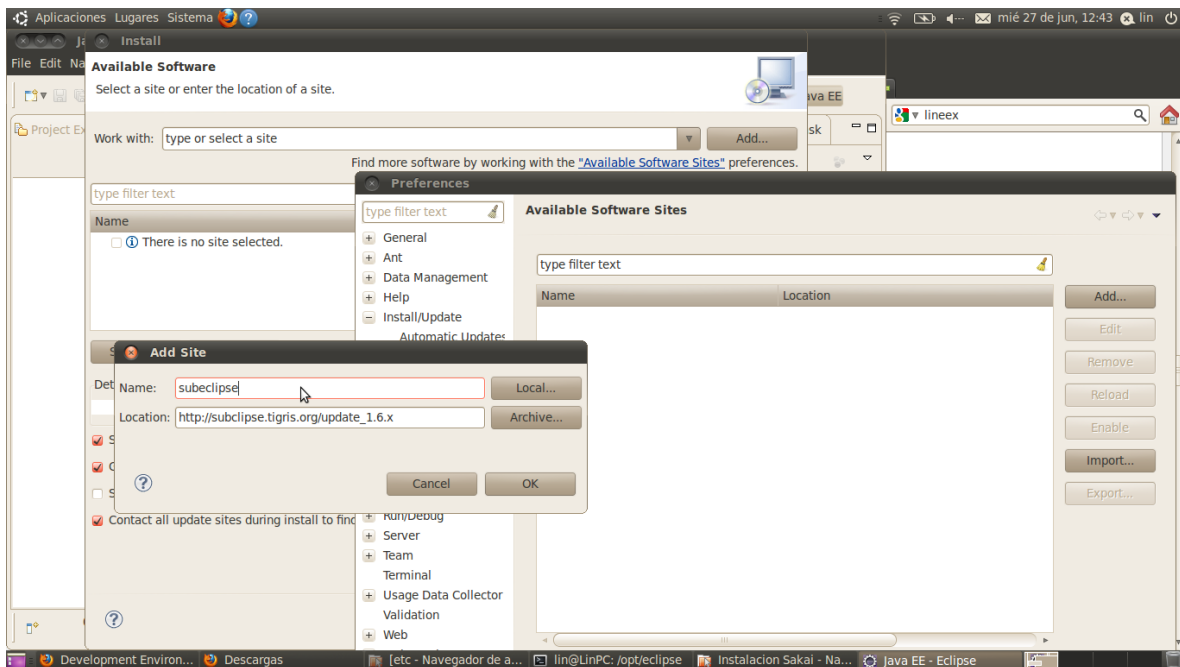 Aplicaciones Lugares Sistema mié 27 de jun, 12:43 lin
Install
File Edit Na
Available Software
Select a site or enter the location of a site.
ava EE
lineex
Project Ex
Work with: type or select a site Add...
sk
Find more software by working with the "Available Software Sites" preferences.
type filter text
Name
There is no site selected.
Preferences
type filter text
General
Ant
Data Management
Help
Install/Update
Automatic Updates
Available Software Sites
type filter text
Name Location
Add...
Edit
Remove
Reload
Enable
Import...
Export...
Add Site
Det
Name: subeclipse Local...
Location: http://subclipse.tigris.org/update_1.6.x Archive...
Cancel OK
Contact all update sites during install to find
Run/Debug
Server
Team
Terminal
Usage Data Collector
Validation
Web
Development Environ... Descargas [etc - Navegador de a... lin@LinPC: /opt/eclipse Instalacion Sakai - Na... Java EE - Eclipse